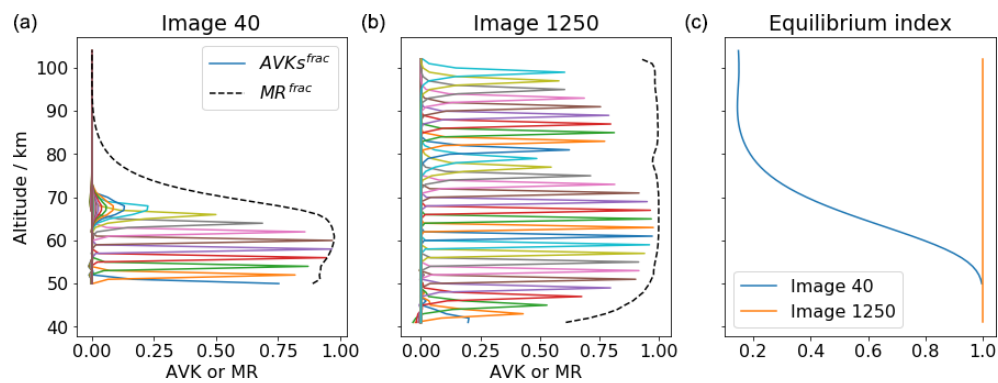 (a) Image 40
(b) Image 1250
(c) Equilibrium index
Altitude / km
100
90
80
70
60
50
40
AVKs^frac
MR^frac
0.00 0.25 0.50 0.75 1.00
AVK or MR
0.00 0.25 0.50 0.75 1.00
AVK or MR
Image 40
Image 1250
0.2 0.4 0.6 0.8 1.0